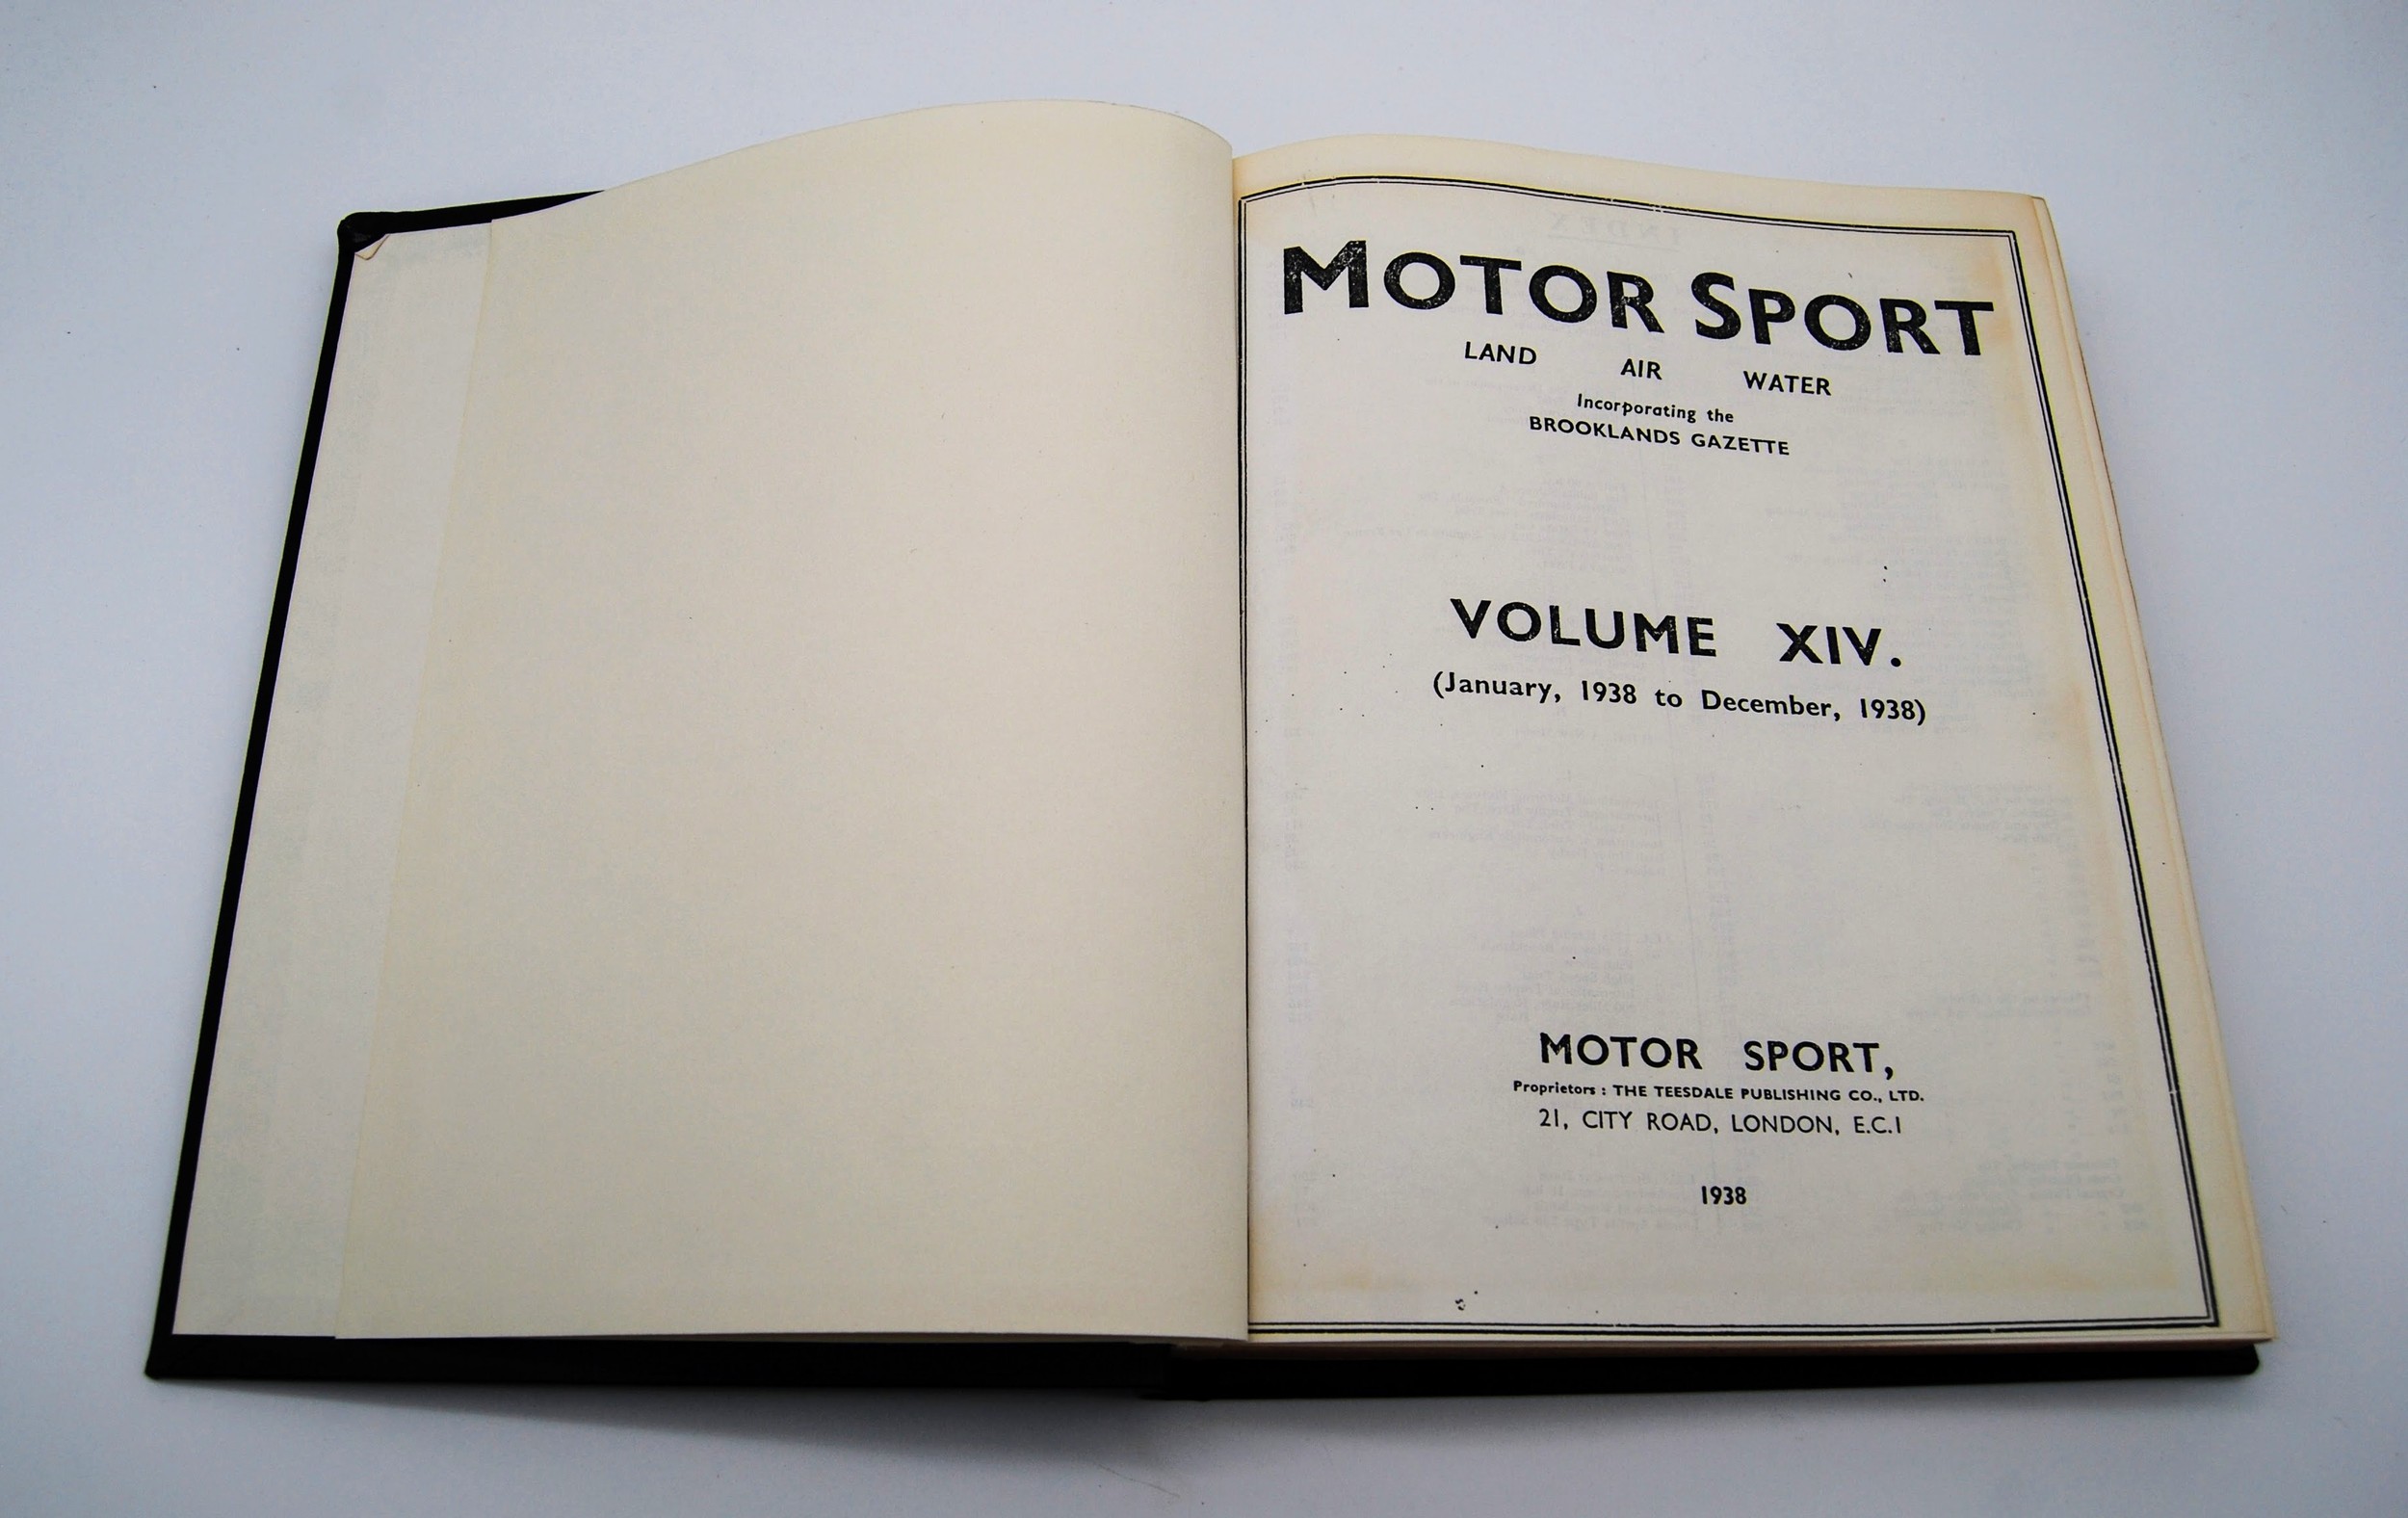 MOTOR SPORT
LAND AIR WATER
Incorporating the
BROOKLANDS GAZETTE
VOLUME XIV.
(January, 1938 to December, 1938)
MOTOR SPORT,
Proprietors : THE TEESDALE PUBLISHING CO., LTD.
21, CITY ROAD, LONDON, E.C.1
1938